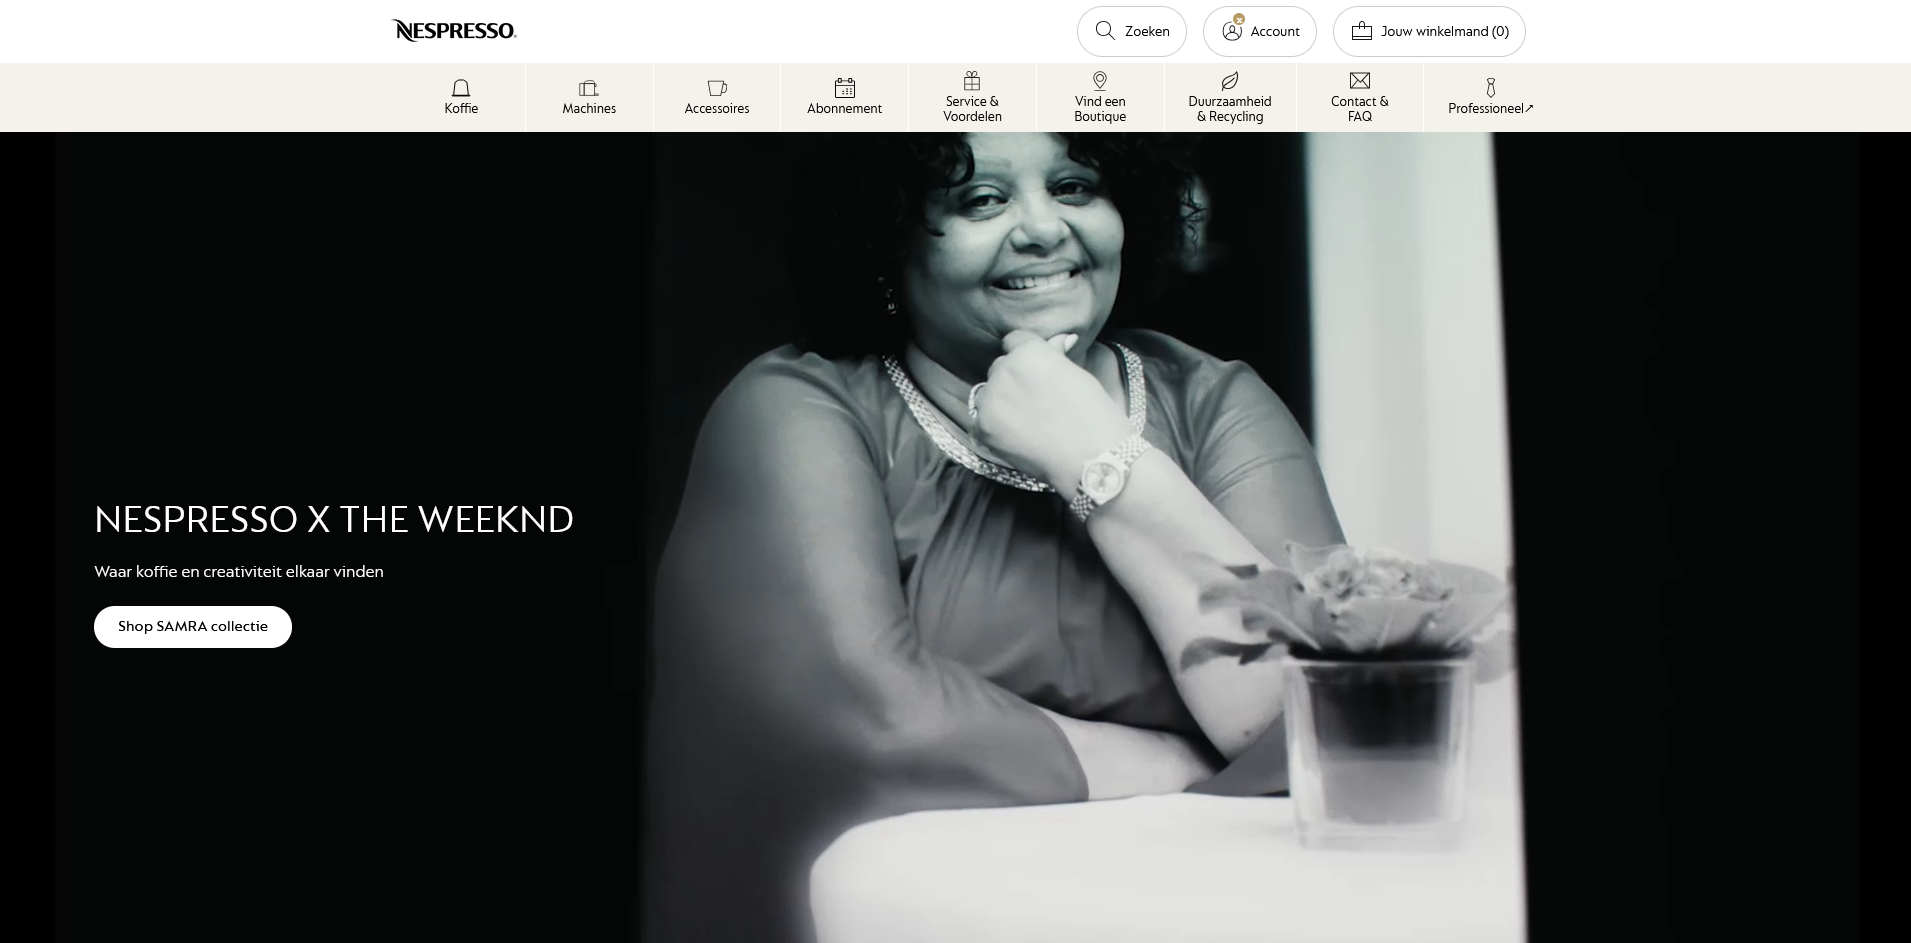 NESPRESSO
Zoeken
Account
Jouw winkelmand (0)
Koffie
Machines
Accessoires
Abonnement
Service &
Voordelen
Vind een
Boutique
Duurzaamheid
& Recycling
Contact &
FAQ
Professioneel↗
NESPRESSO X THE WEEKND
Waar koffie en creativiteit elkaar vinden
Shop SAMRA collectie